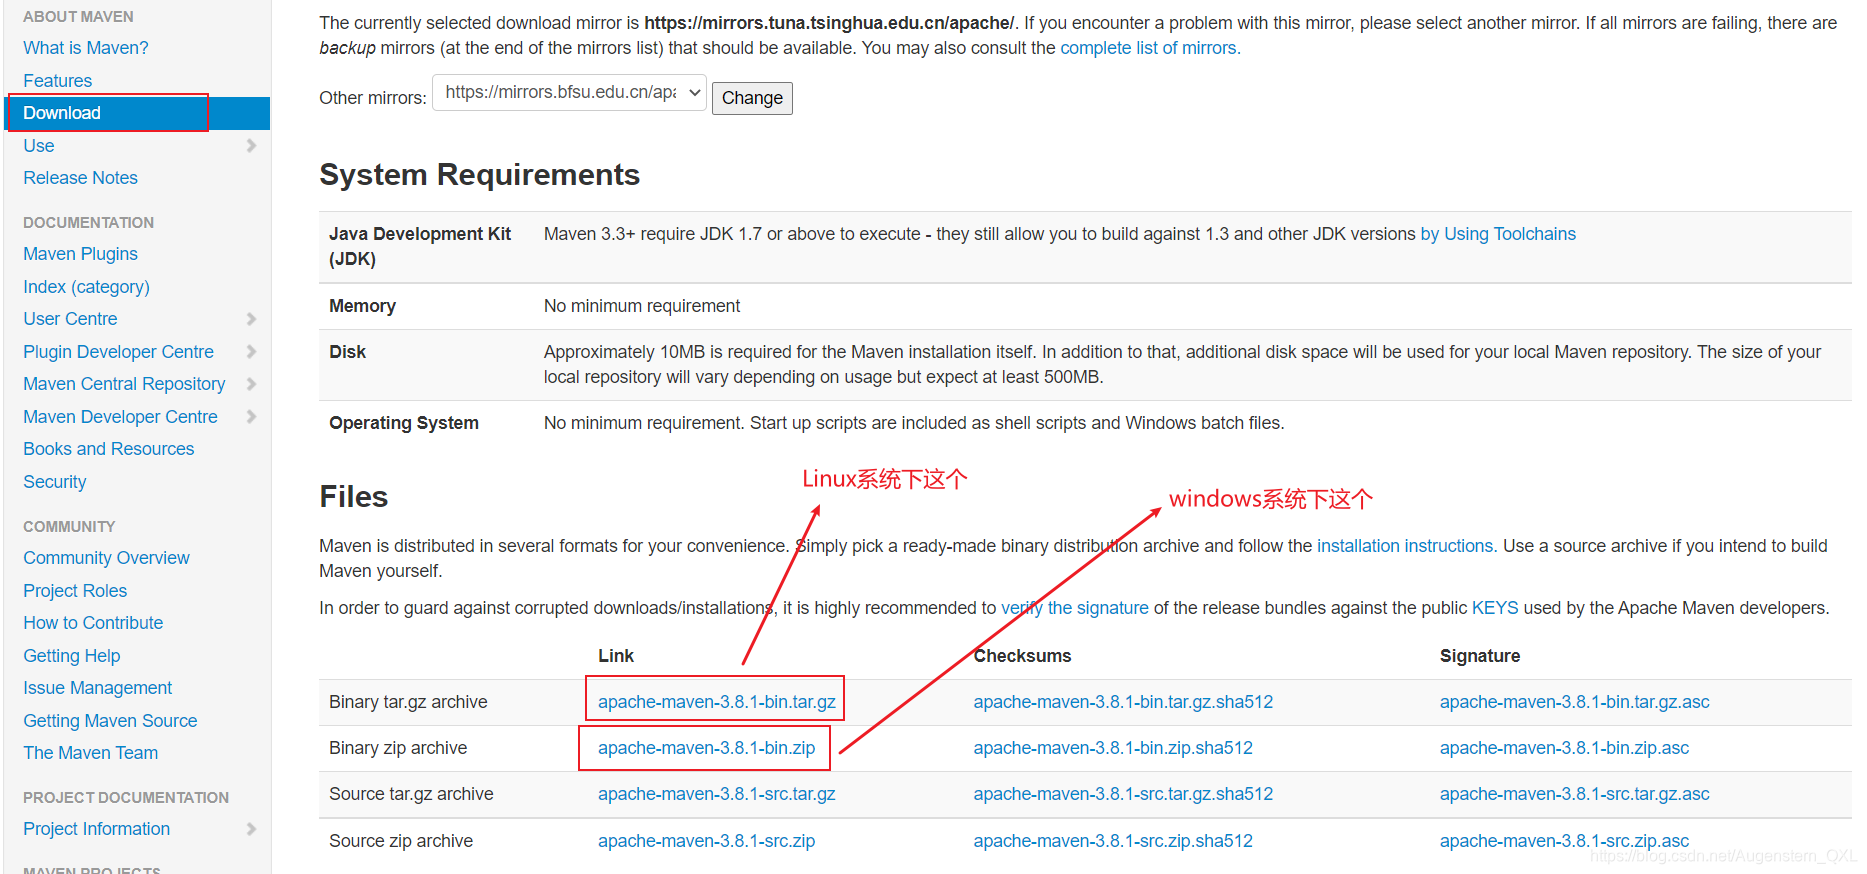 ABOUT MAVEN
What is Maven?
Features
Download
Use
Release Notes
DOCUMENTATION
Maven Plugins
Index (category)
User Centre
Plugin Developer Centre
Maven Central Repository
Maven Developer Centre
Books and Resources
Security
COMMUNITY
Community Overview
Project Roles
How to Contribute
Getting Help
Issue Management
Getting Maven Source
The Maven Team
PROJECT DOCUMENTATION
Project Information
MAVEN PROJECTS
The currently selected download mirror is https://mirrors.tuna.tsinghua.edu.cn/apache/. If you encounter a problem with this mirror, please select another mirror. If all mirrors are failing, there are
backup mirrors (at the end of the mirrors list) that should be available. You may also consult the complete list of mirrors.
Other mirrors: https://mirrors.bfsu.edu.cn/apa Change
System Requirements
Java Development Kit (JDK) Maven 3.3+ require JDK 1.7 or above to execute - they still allow you to build against 1.3 and other JDK versions by Using Toolchains
Memory No minimum requirement
Disk Approximately 10MB is required for the Maven installation itself. In addition to that, additional disk space will be used for your local Maven repository. The size of your
local repository will vary depending on usage but expect at least 500MB.
Operating System No minimum requirement. Start up scripts are included as shell scripts and Windows batch files.
Linux系统下这个
windows系统下这个
Files
Maven is distributed in several formats for your convenience. Simply pick a ready-made binary distribution archive and follow the installation instructions. Use a source archive if you intend to build
Maven yourself.
In order to guard against corrupted downloads/installations, it is highly recommended to verify the signature of the release bundles against the public KEYS used by the Apache Maven developers.
Link Checksums Signature
Binary tar.gz archive apache-maven-3.8.1-bin.tar.gz apache-maven-3.8.1-bin.tar.gz.sha512 apache-maven-3.8.1-bin.tar.gz.asc
Binary zip archive apache-maven-3.8.1-bin.zip apache-maven-3.8.1-bin.zip.sha512 apache-maven-3.8.1-bin.zip.asc
Source tar.gz archive apache-maven-3.8.1-src.tar.gz apache-maven-3.8.1-src.tar.gz.sha512 apache-maven-3.8.1-src.tar.gz.asc
Source zip archive apache-maven-3.8.1-src.zip apache-maven-3.8.1-src.zip.sha512 apache-maven-3.8.1-src.zip.asc
https://blog.csdn.net/Augenstern_QXL